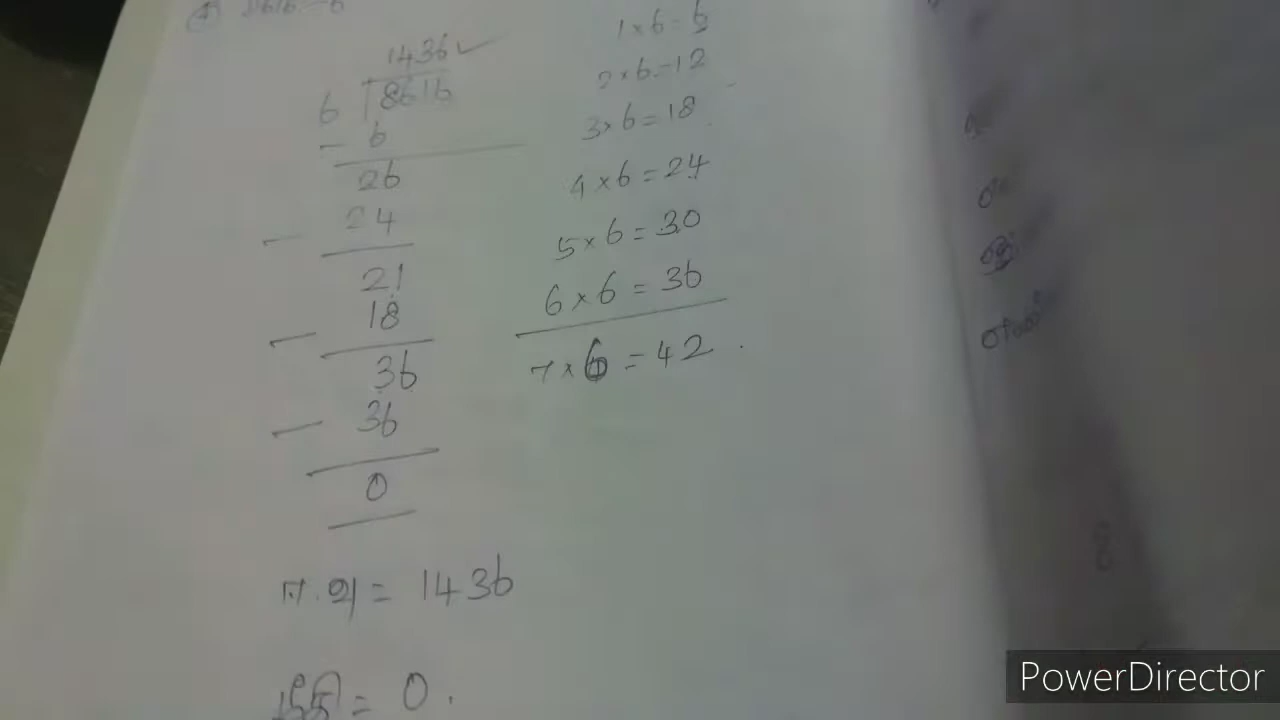 4) 8616 ÷ 6
1436 ✓
6 8616
- 6
26
- 24
21
- 18
36
- 36
0
1 × 6 = 6
2 × 6 = 12
3 × 6 = 18
4 × 6 = 24
5 × 6 = 30
6 × 6 = 36
7 × 6 = 42
ஈ.வு = 1436
மீதி = 0.
PowerDirector